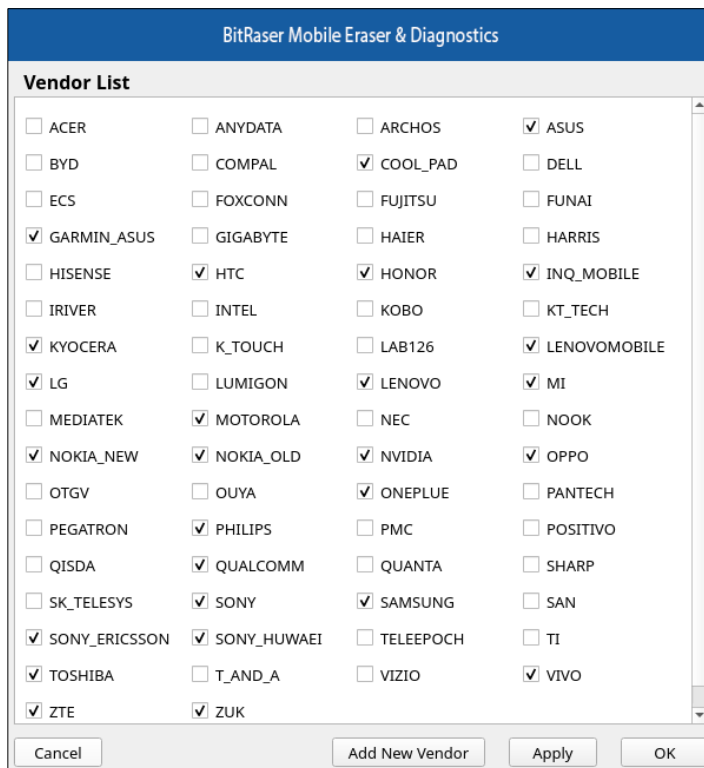 BitRaser Mobile Eraser & Diagnostics
Vendor List
ACER ANYDATA ARCHOS ASUS
BYD COMPAL COOL_PAD DELL
ECS FOXCONN FUJITSU FUNAI
GARMIN_ASUS GIGABYTE HAIER HARRIS
HISENSE HTC HONOR INQ_MOBILE
IRIVER INTEL KOBO KT_TECH
KYOCERA K_TOUCH LAB126 LENOVOMOBILE
LG LUMIGON LENOVO MI
MEDIATEK MOTOROLA NEC NOOK
NOKIA_NEW NOKIA_OLD NVIDIA OPPO
OTGV OUYA ONEPLUE PANTECH
PEGATRON PHILIPS PMC POSITIVO
QISDA QUALCOMM QUANTA SHARP
SK_TELESYS SONY SAMSUNG SAN
SONY_ERICSSON SONY_HUWAEI TELEEPOCH TI
TOSHIBA T_AND_A VIZIO VIVO
ZTE ZUK
Cancel Add New Vendor Apply OK